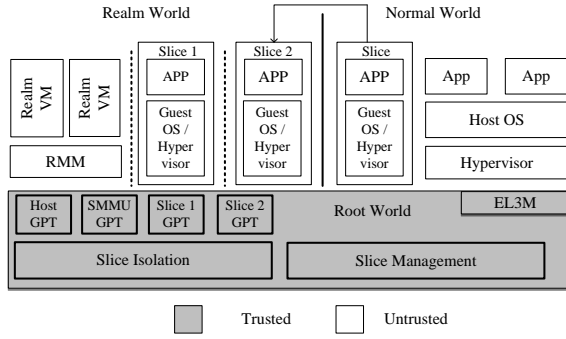 Realm World
Normal World
Slice 1
Slice 2
Slice
APP
APP
APP
App
App
Realm
VM
Realm
VM
Guest
OS /
Hyper
visor
Guest
OS /
Hyper
visor
Guest
OS /
Hyper
visor
Host OS
RMM
Hypervisor
Host
GPT
SMMU
GPT
Slice 1
GPT
Slice 2
GPT
Root World
EL3M
Slice Isolation
Slice Management
Trusted
Untrusted